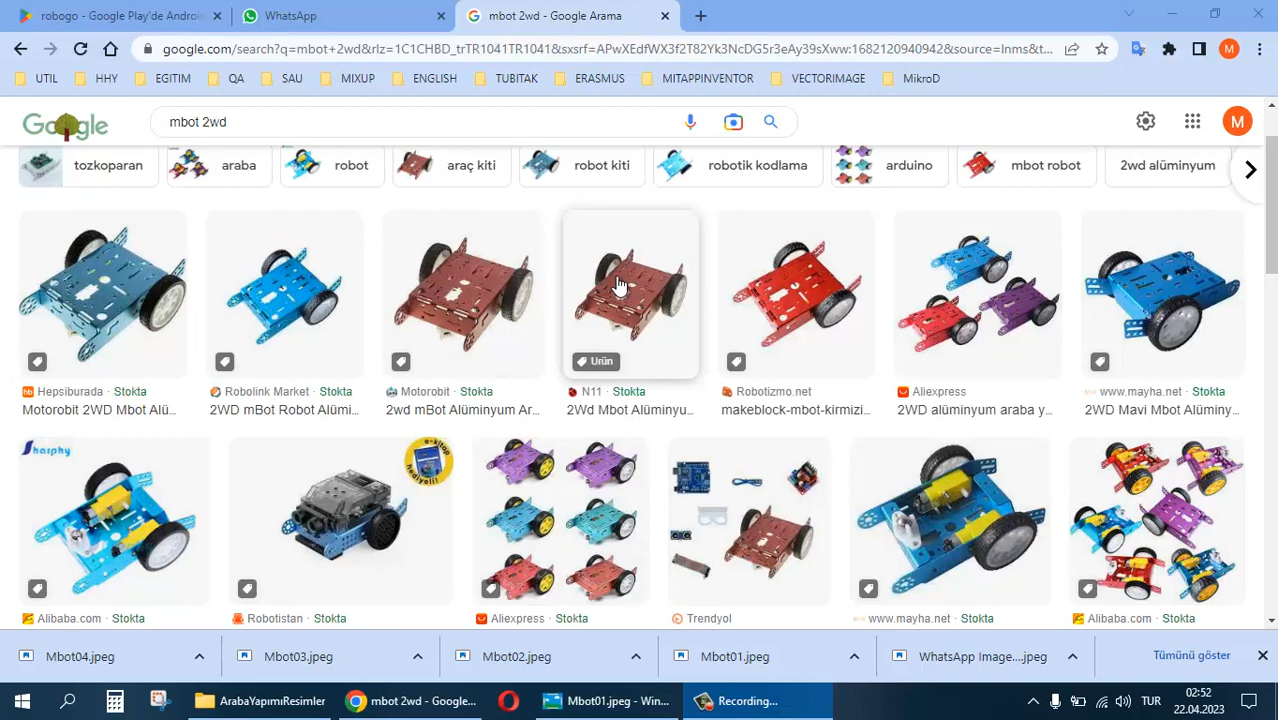 robogo - Google Play'de Androi
WhatsApp
mbot 2wd - Google Arama
google.com/search?q=mbot+2wd&rlz=1C1CHBD_trTR1041TR1041&sxsrf=APwXEdfWX3f2T82Yk3NcDG5r3eAy39sXww:1682120940942&source=lnms&t...
UTIL
HHY
EGITIM
QA
SAU
MIXUP
ENGLISH
TUBITAK
ERASMUS
MITAPPINVENTOR
VECTORIMAGE
MikroD
M
Google
mbot 2wd
M
tozkoparan
araba
robot
araç kiti
robot kiti
robotik kodlama
arduino
mbot robot
2wd alüminyum
Ürün
Hepsiburada · Stokta
Motorobit 2WD Mbot Alü...
Robolink Market · Stokta
2WD mBot Robot Alümi...
Motorobit · Stokta
2wd mBot Alüminyum Ar...
N11 · Stokta
2Wd Mbot Alüminyu...
Robotizmo.net
makeblock-mbot-kirmizi...
Aliexpress
2WD alüminyum araba y...
www.mayha.net · Stokta
2WD Mavi Mbot Alüminy...
Sharphy
e-kitap
hediyeli!
Alibaba.com · Stokta
Robotistan · Stokta
Aliexpress · Stokta
Trendyol
www.mayha.net · Stokta
Alibaba.com · Stokta
Mbot04.jpeg
Mbot03.jpeg
Mbot02.jpeg
Mbot01.jpeg
WhatsApp Image....jpeg
Tümünü göster
ArabaYapımıResimler
mbot 2wd - Google...
Mbot01.jpeg - Win...
Recording...
TUR
02:52
22.04.2023